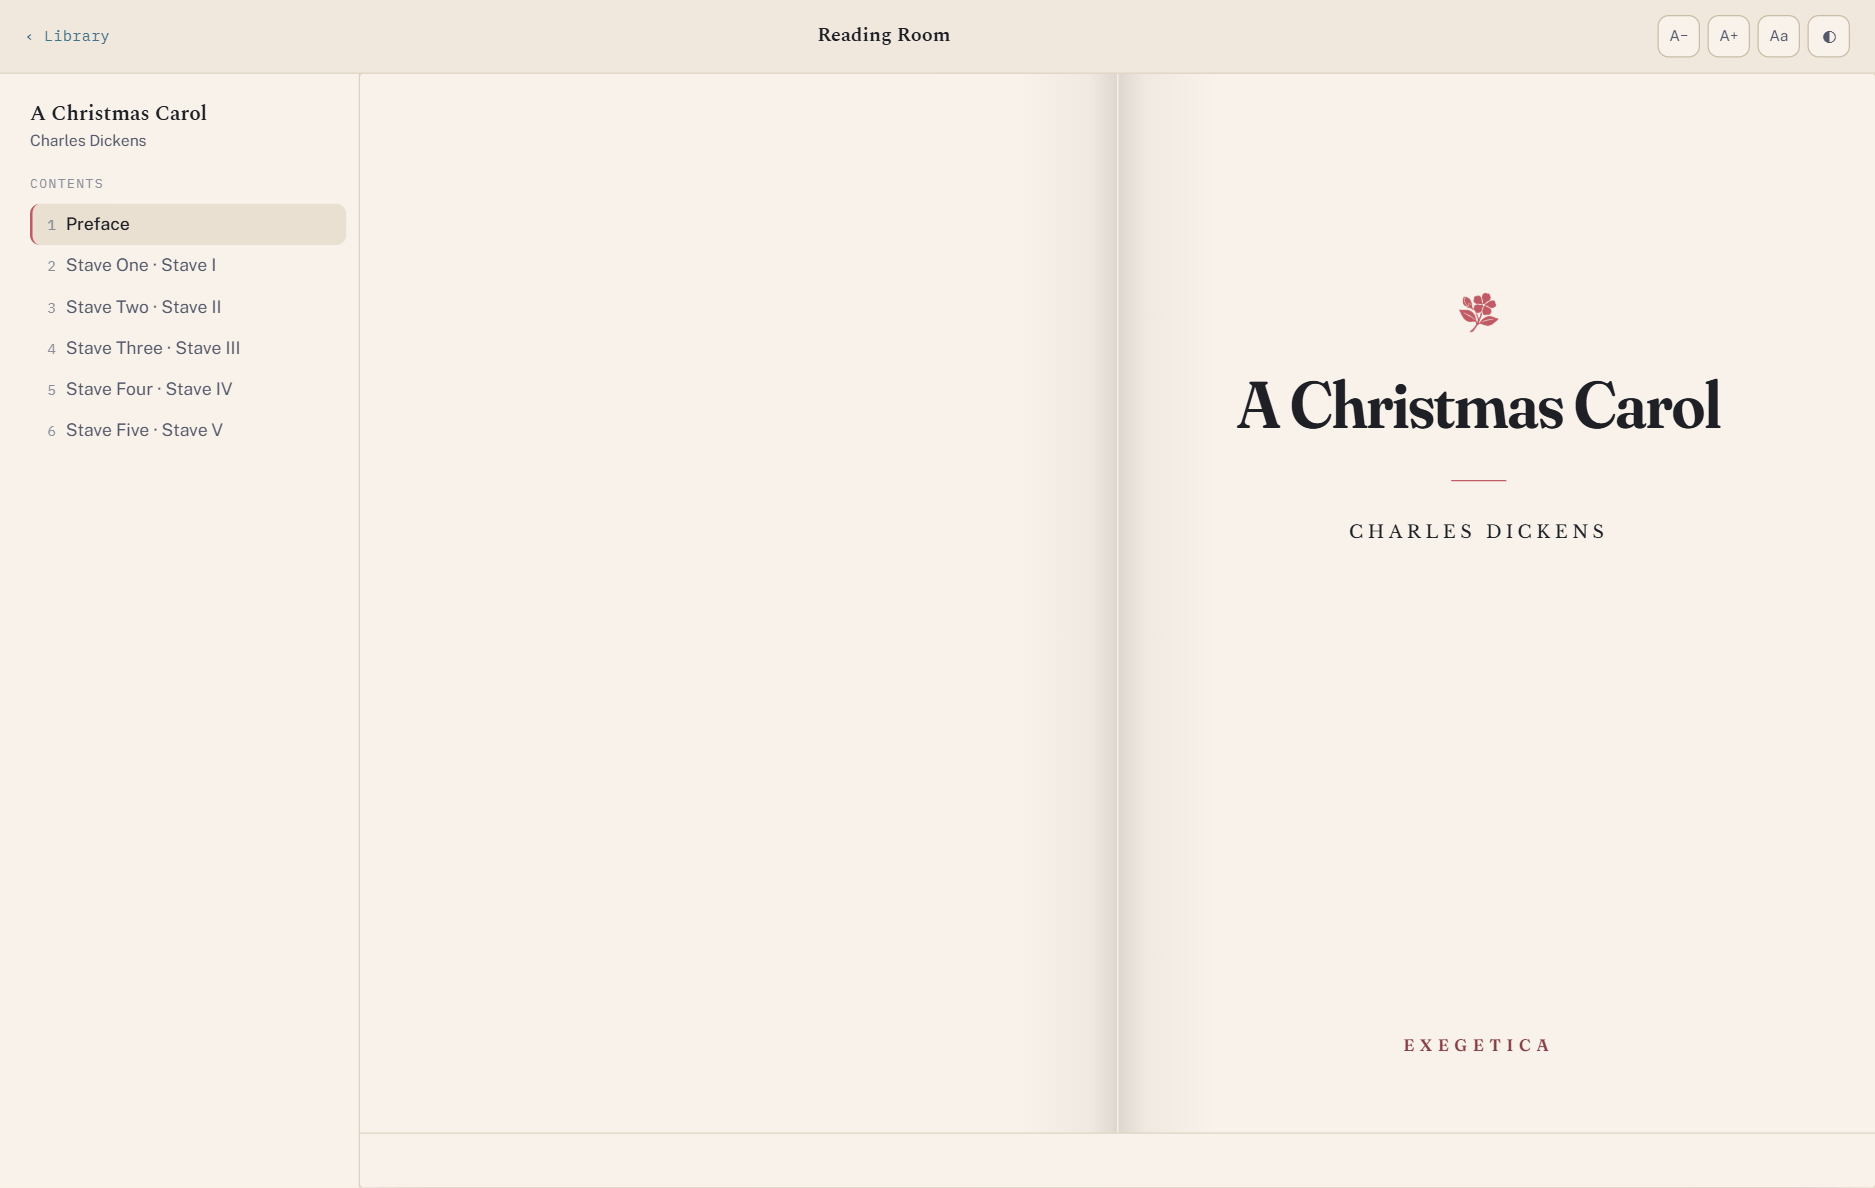 ‹ Library
Reading Room
A−
A+
Aa
A Christmas Carol
Charles Dickens
CONTENTS
1 Preface
2 Stave One · Stave I
3 Stave Two · Stave II
4 Stave Three · Stave III
5 Stave Four · Stave IV
6 Stave Five · Stave V
A Christmas Carol
CHARLES DICKENS
EXEGETICA